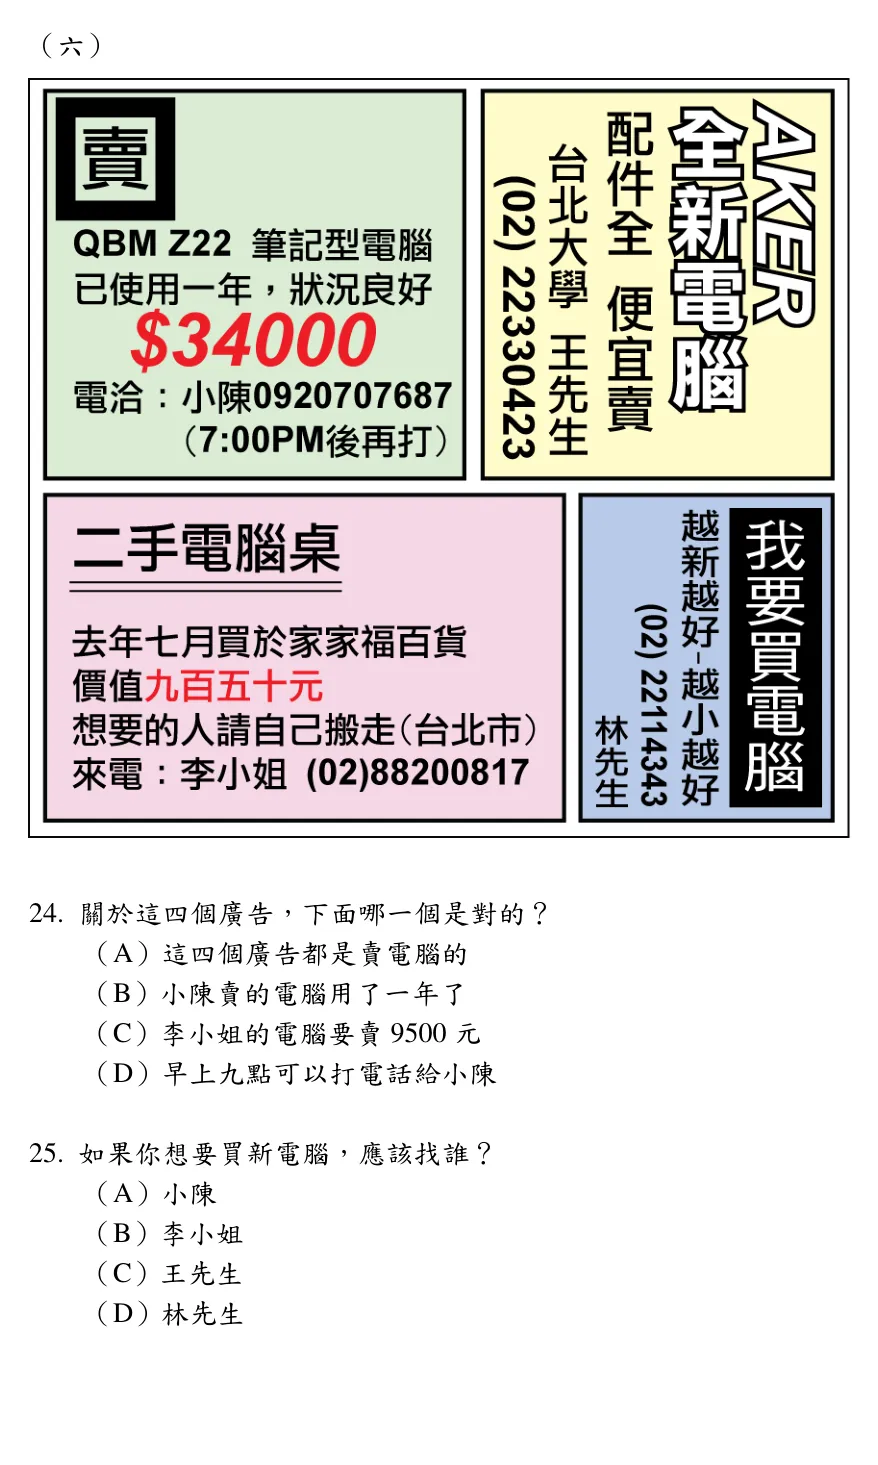 （六）
賣
QBM Z22 筆記型電腦
已使用一年，狀況良好
$34000
電洽：小陳0920707687
（7:00PM後再打）
AKER
全新電腦
配件全 便宜賣
台北大學 王先生
(02) 22330423
二手電腦桌
去年七月買於家家福百貨
價值九百五十元
想要的人請自己搬走（台北市）
來電：李小姐 (02)88200817
我要買電腦
越新越好-越小越好
(02) 22114343
林先生
24. 關於這四個廣告，下面哪一個是對的？
（A）這四個廣告都是賣電腦的
（B）小陳賣的電腦用了一年了
（C）李小姐的電腦要賣 9500 元
（D）早上九點可以打電話給小陳
25. 如果你想要買新電腦，應該找誰？
（A）小陳
（B）李小姐
（C）王先生
（D）林先生